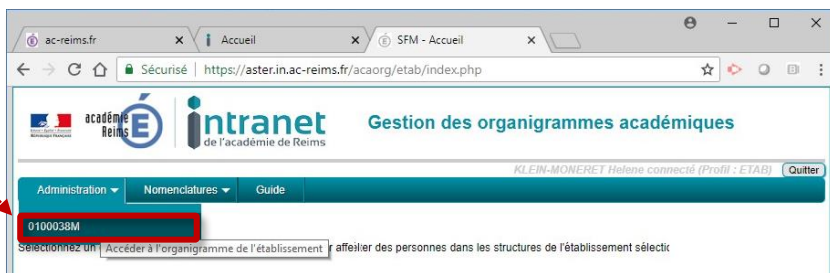 ac-reims.fr
Accueil
SFM - Accueil
Sécurisé | https://aster.in.ac-reims.fr/acaorg/etab/index.php
académie
Reims
intranet
de l'académie de Reims
Gestion des organigrammes académiques
KLEIN-MONERET Helene connecté (Profil : ETAB) Quitter
Administration Nomenclatures Guide
0100038M
Sélectionnez un
Accéder à l'organigramme de l'établissement
des personnes dans les structures de l'établissement sélectic